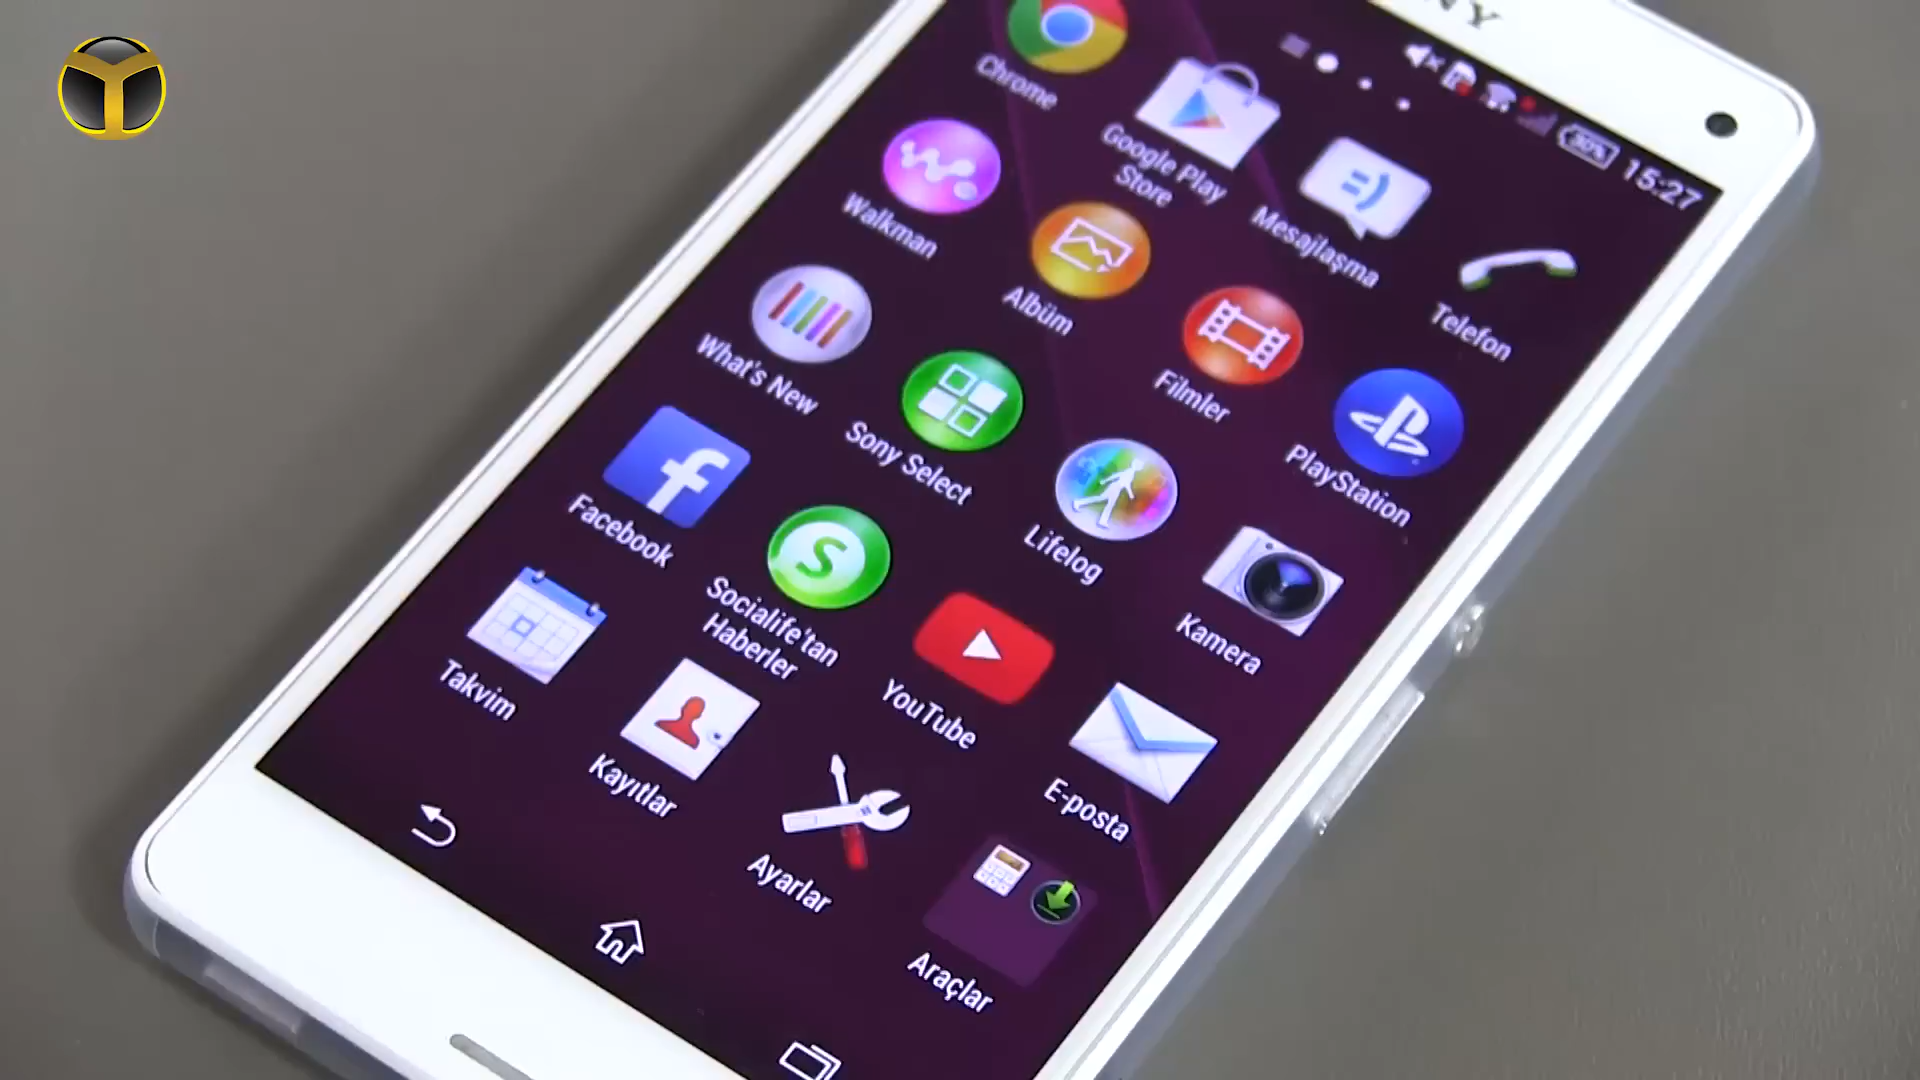 SONY
15:27
Chrome
Google Play
Store
Mesajlaşma
Telefon
Walkman
Albüm
Filmler
PlayStation
What's New
Sony Select
Lifelog
Kamera
Facebook
Socialife'tan
Haberler
YouTube
E-posta
Takvim
Kayıtlar
Ayarlar
Araçlar